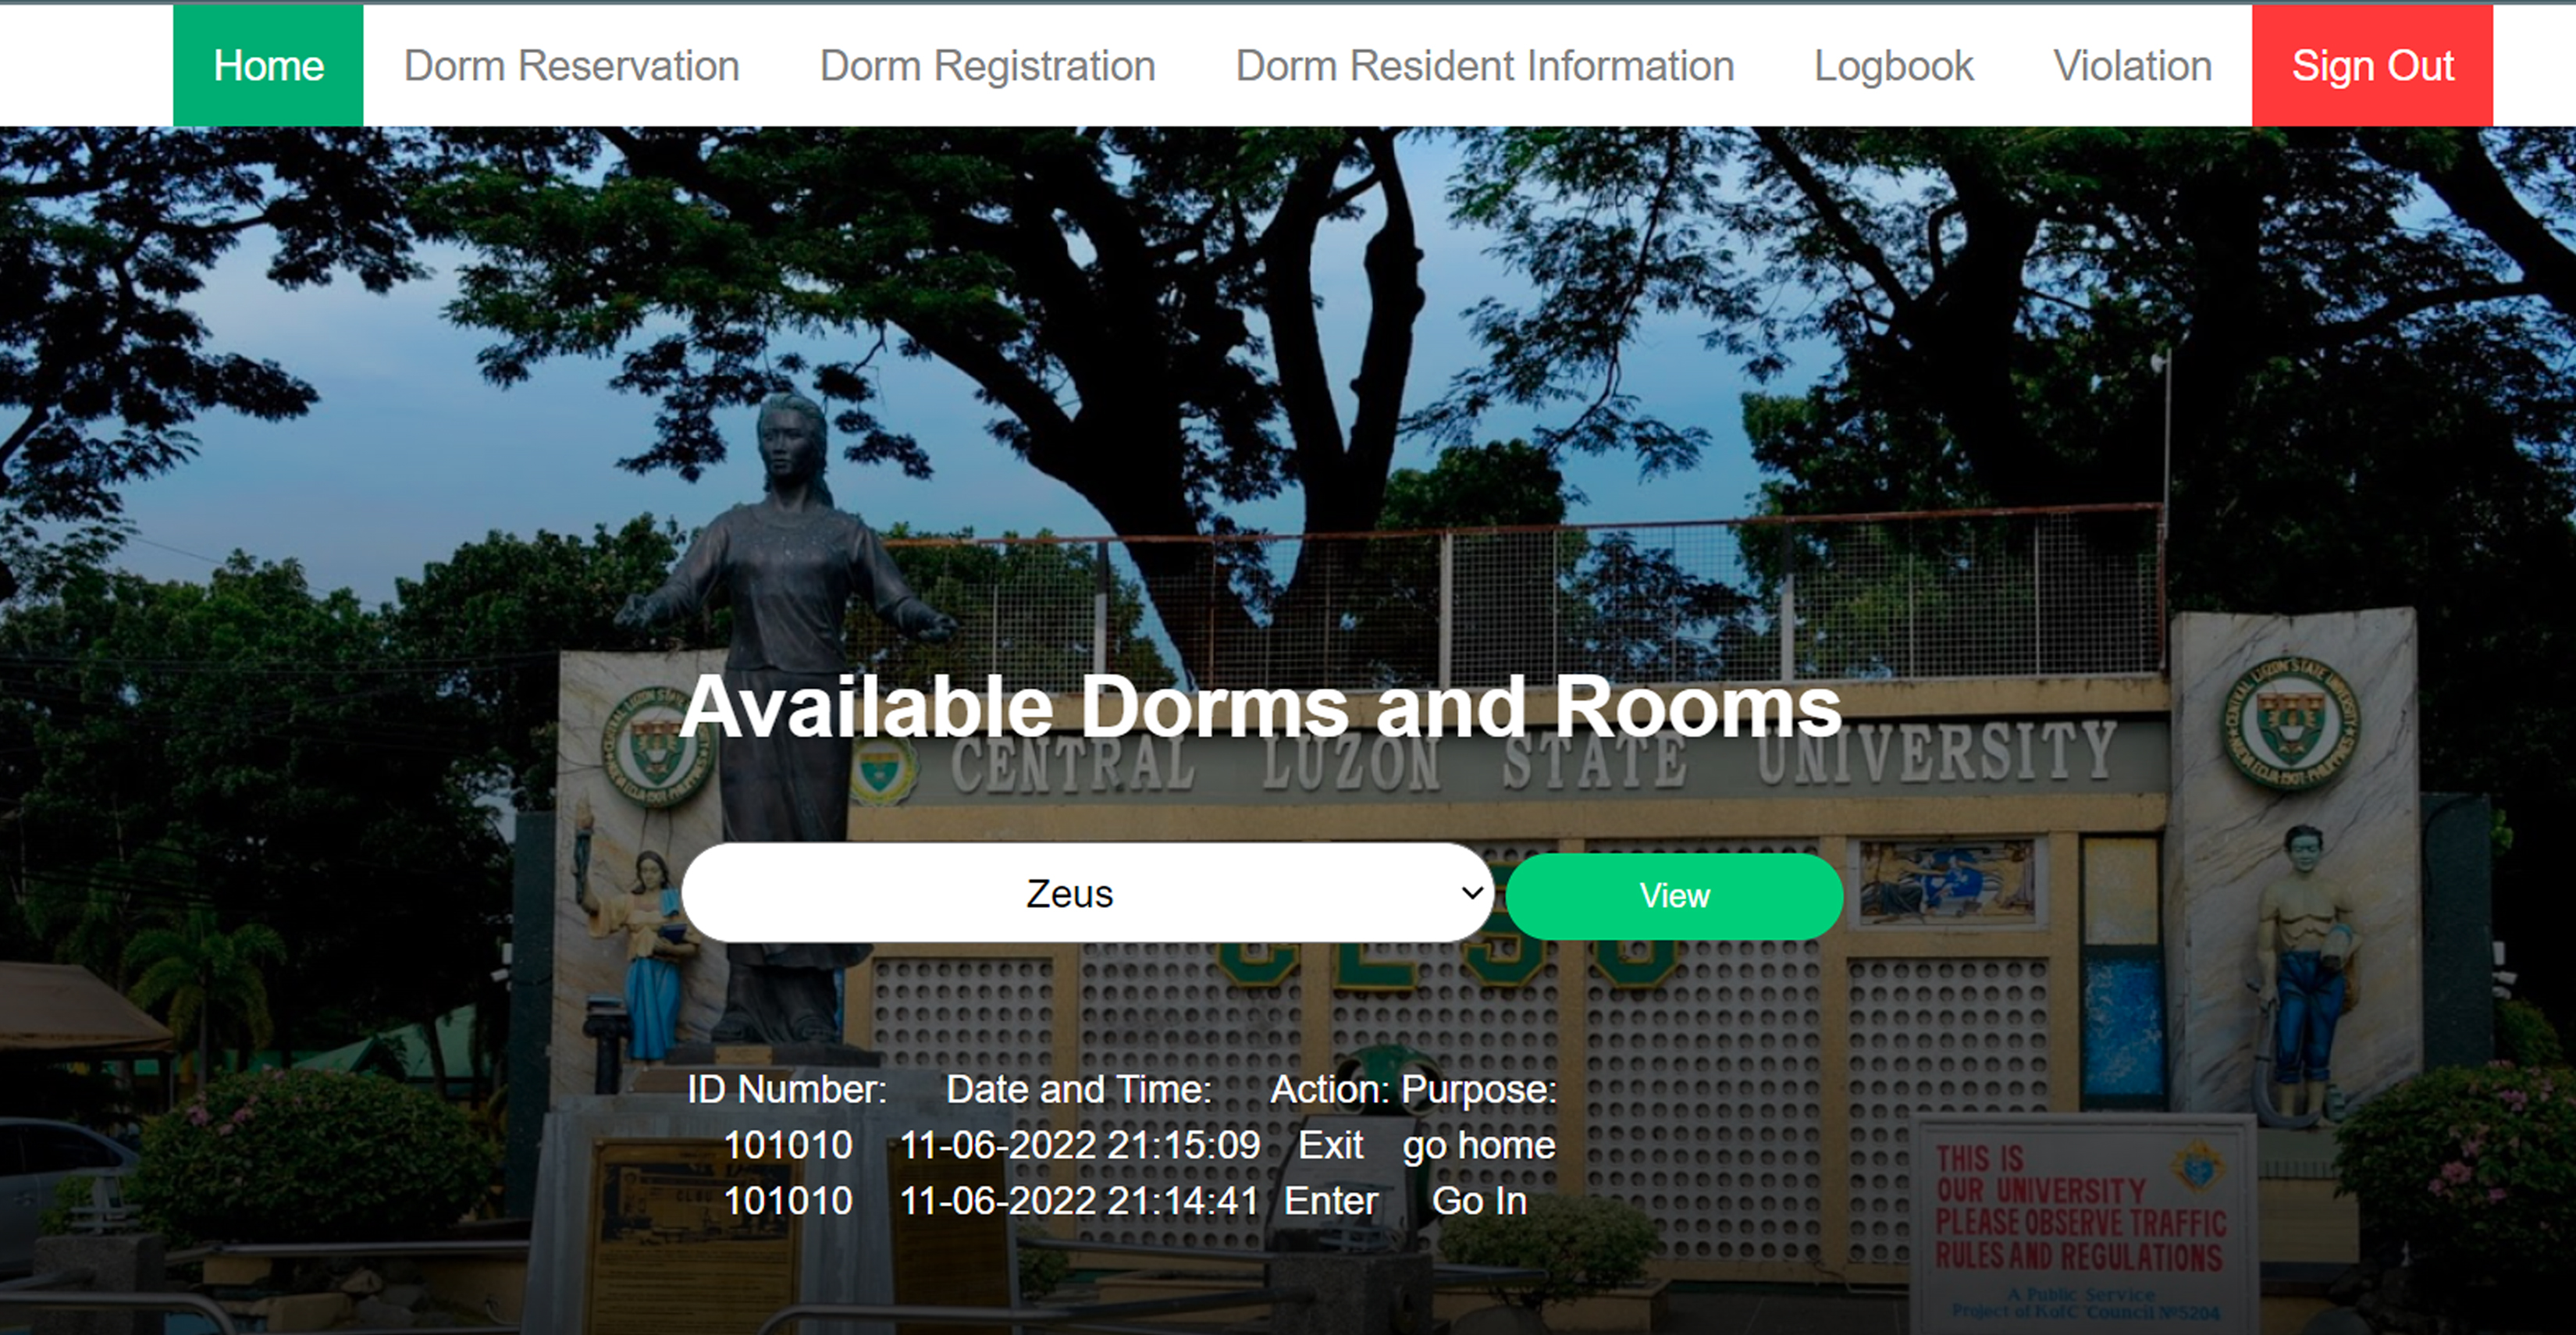 Home Dorm Reservation Dorm Registration Dorm Resident Information Logbook Violation Sign Out
Available Dorms and Rooms
CENTRAL LUZON STATE UNIVERSITY
Zeus View
CLSU
ID Number: Date and Time: Action: Purpose:
101010 11-06-2022 21:15:09 Exit go home
101010 11-06-2022 21:14:41 Enter Go In
THIS IS
OUR UNIVERSITY
PLEASE OBSERVE TRAFFIC
RULES AND REGULATIONS
A Public Service
Project of KofC Council Nº5204